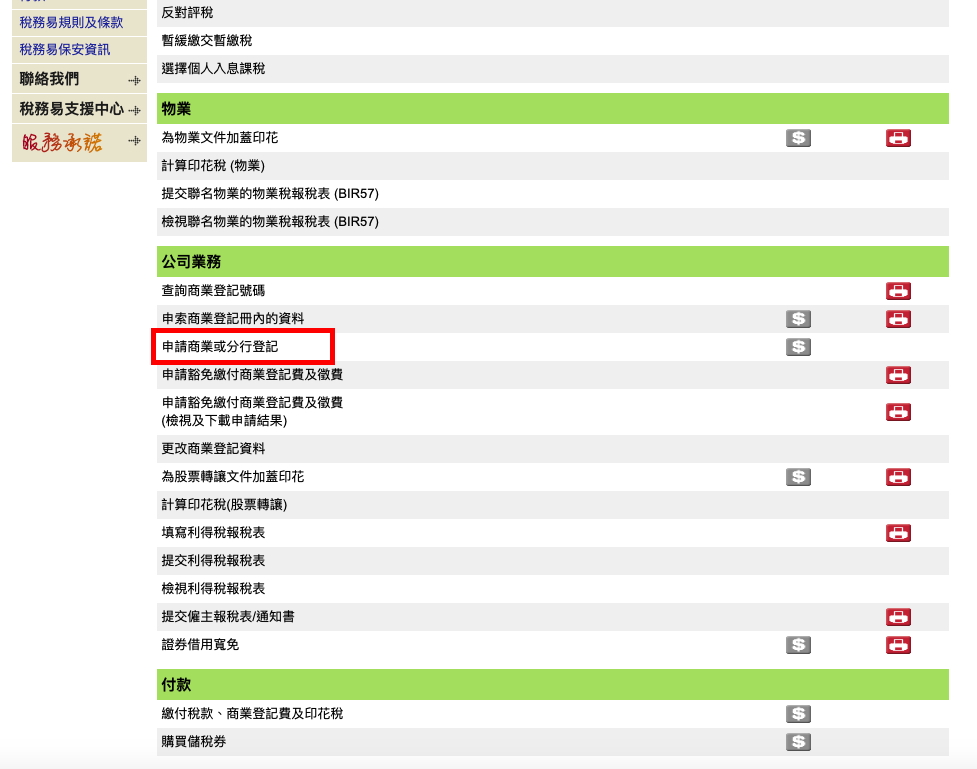 稅務易規則及條款
稅務易保安資訊
聯絡我們
稅務易支援中心
服務承諾
反對評稅
暫緩繳交暫繳稅
選擇個人入息課稅
物業
為物業文件加蓋印花
$
計算印花稅 (物業)
提交聯名物業的物業稅報稅表 (BIR57)
檢視聯名物業的物業稅報稅表 (BIR57)
公司業務
查詢商業登記號碼
申索商業登記冊內的資料
$
申請商業或分行登記
$
申請豁免繳付商業登記費及徵費
申請豁免繳付商業登記費及徵費
(檢視及下載申請結果)
更改商業登記資料
為股票轉讓文件加蓋印花
$
計算印花稅(股票轉讓)
填寫利得稅報稅表
提交利得稅報稅表
檢視利得稅報稅表
提交僱主報稅表/通知書
證券借用寬免
$
付款
繳付稅款、商業登記費及印花稅
$
購買儲稅券
$